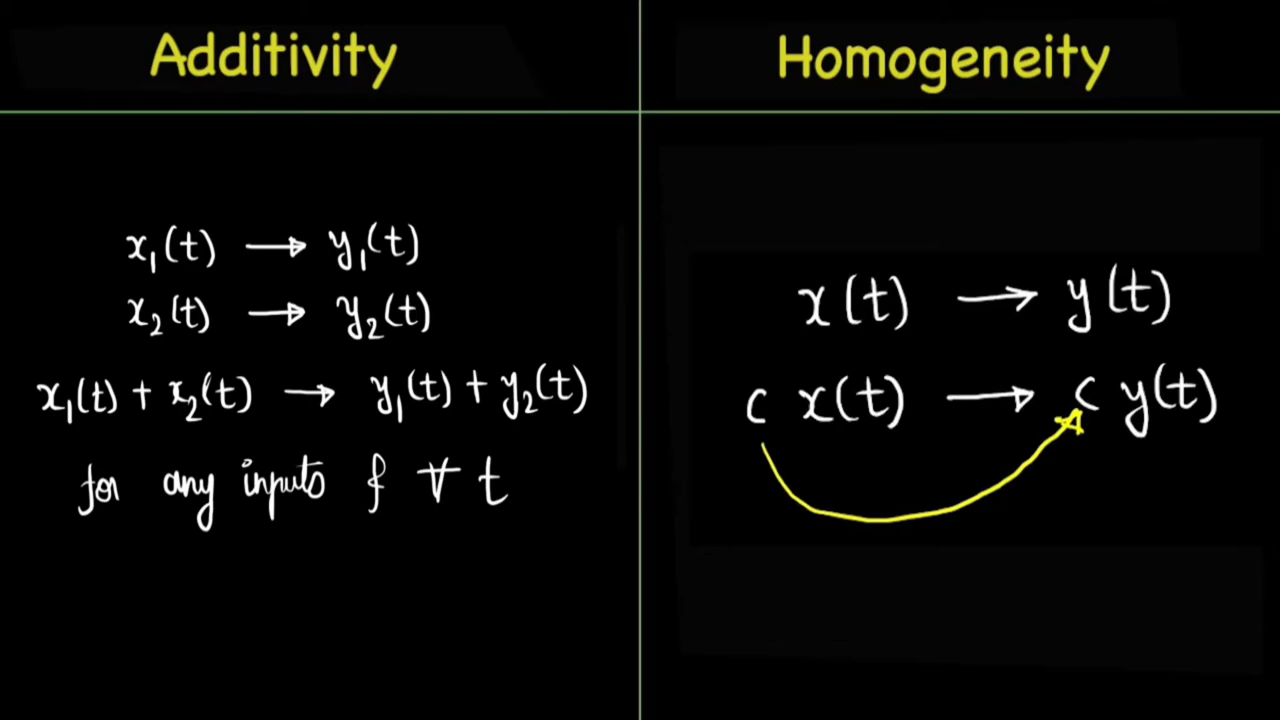 Additivity
x₁(t) → y₁(t)
x₂(t) → y₂(t)
x₁(t) + x₂(t) → y₁(t) + y₂(t)
for any inputs & ∀ t
Homogeneity
x(t) → y(t)
c x(t) → c y(t)